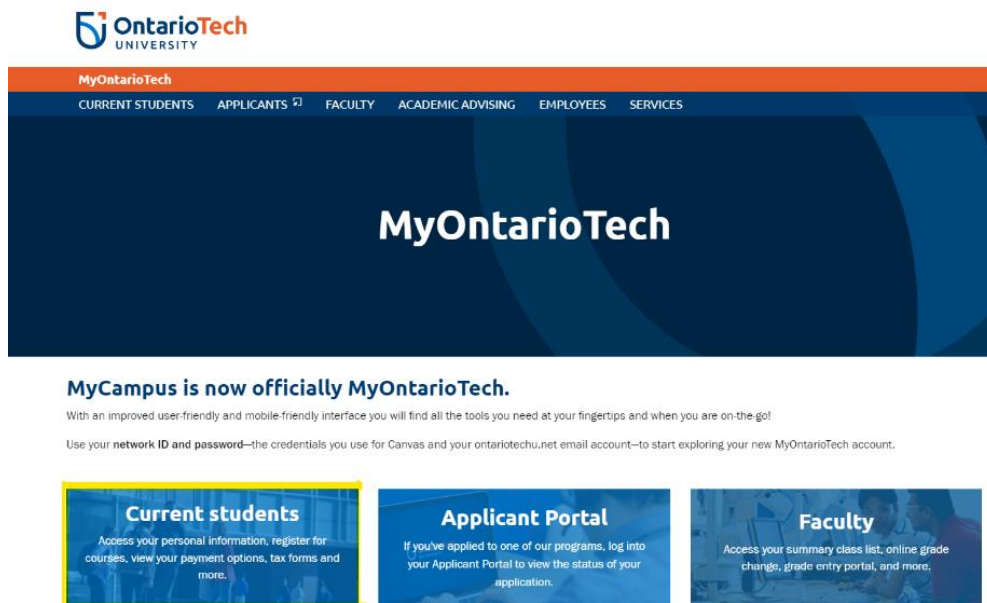 OntarioTech
UNIVERSITY
MyOntarioTech
CURRENT STUDENTS APPLICANTS FACULTY ACADEMIC ADVISING EMPLOYEES SERVICES
MyOntarioTech
MyCampus is now officially MyOntarioTech.
With an improved user-friendly and mobile-friendly interface you will find all the tools you need at your fingertips and when you are on-the-go!
Use your network ID and password—the credentials you use for Canvas and your ontariotechu.net email account—to start exploring your new MyOntarioTech account.
Current students
Access your personal information, register for
courses, view your payment options, tax forms and
more.
Applicant Portal
If you've applied to one of our programs, log into
your Applicant Portal to view the status of your
application.
Faculty
Access your summary class list, online grade
change, grade entry portal, and more.